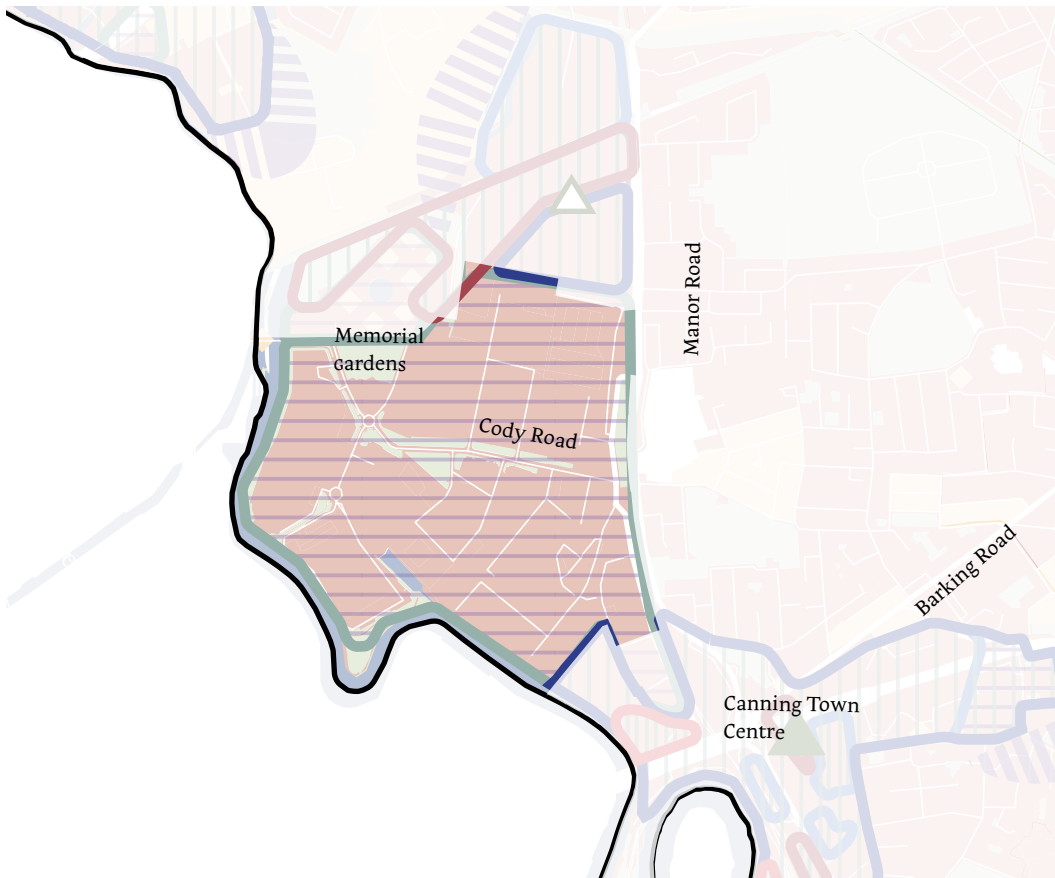 Manor Road
Memorial
gardens
Cody Road
Barking Road
Canning Town
Centre